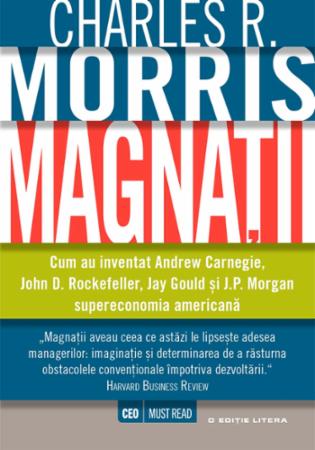 CHARLES R.
MORRIS
MAGNAȚII
Cum au inventat Andrew Carnegie,
John D. Rockefeller, Jay Gould și J.P. Morgan
supereconomia americană
„Magnații aveau ceea ce astăzi le lipsește adesea
managerilor: imaginație și determinarea de a răsturna
obstacolele convenționale împotriva dezvoltării.“
HARVARD BUSINESS REVIEW
CEO MUST READ
O EDIȚIE LITERA